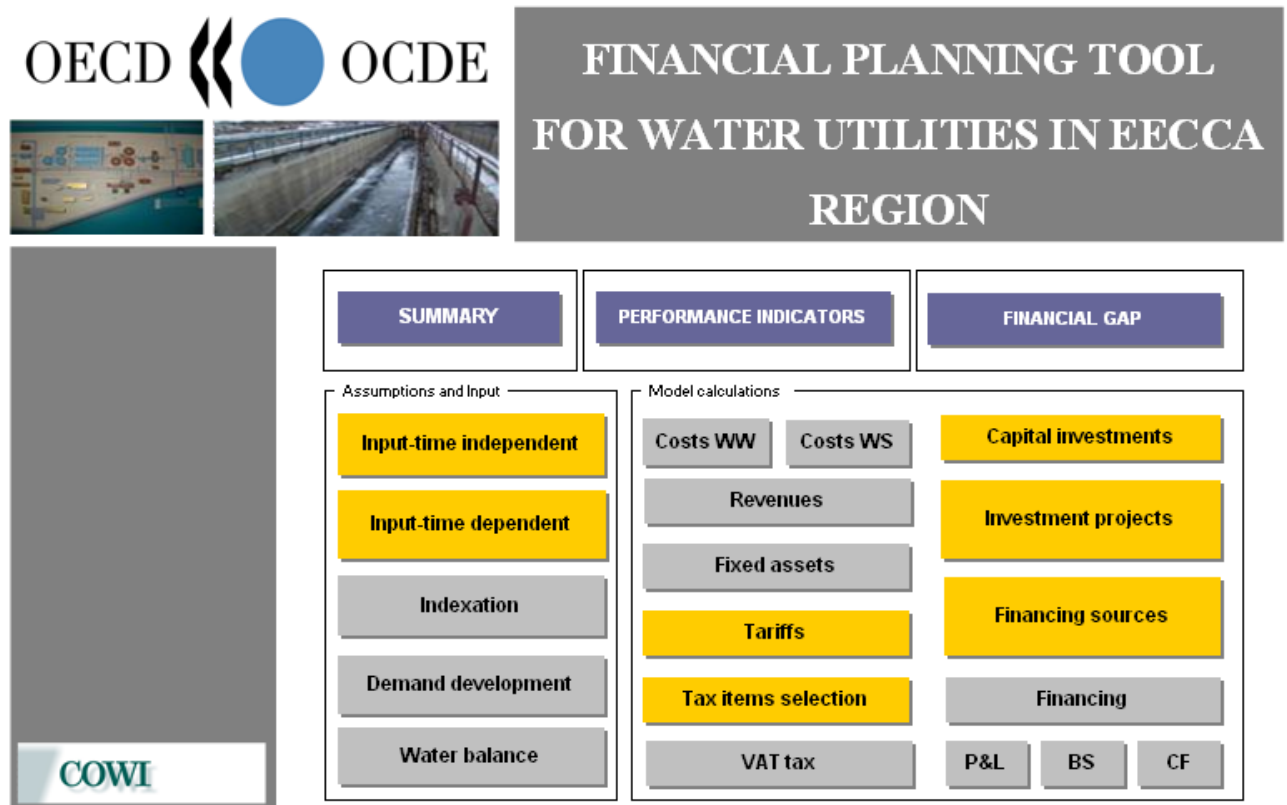 OECD OCDE
FINANCIAL PLANNING TOOL
FOR WATER UTILITIES IN EECCA
REGION
SUMMARY
PERFORMANCE INDICATORS
FINANCIAL GAP
Assumptions and Input
Input-time independent
Input-time dependent
Indexation
Demand development
Water balance
Model calculations
Costs WW
Costs WS
Revenues
Fixed assets
Tariffs
Tax items selection
VAT tax
Capital investments
Investment projects
Financing sources
Financing
P&L
BS
CF
COWI